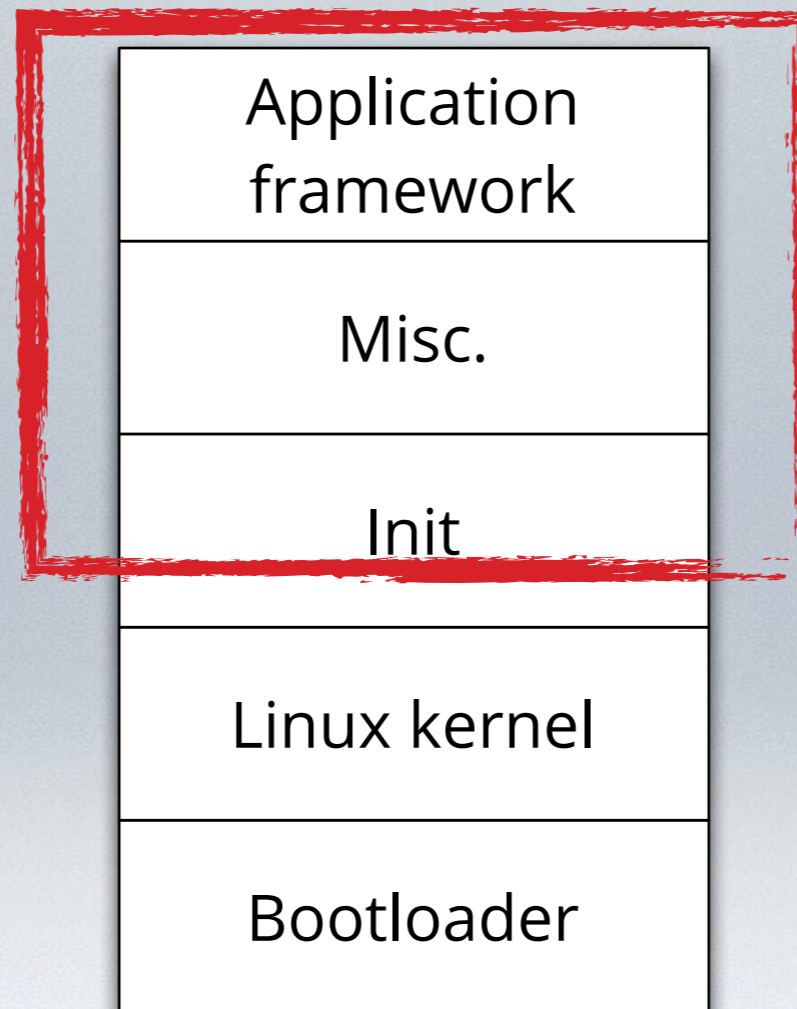 Application
framework
Misc.
Init
Linux kernel
Bootloader